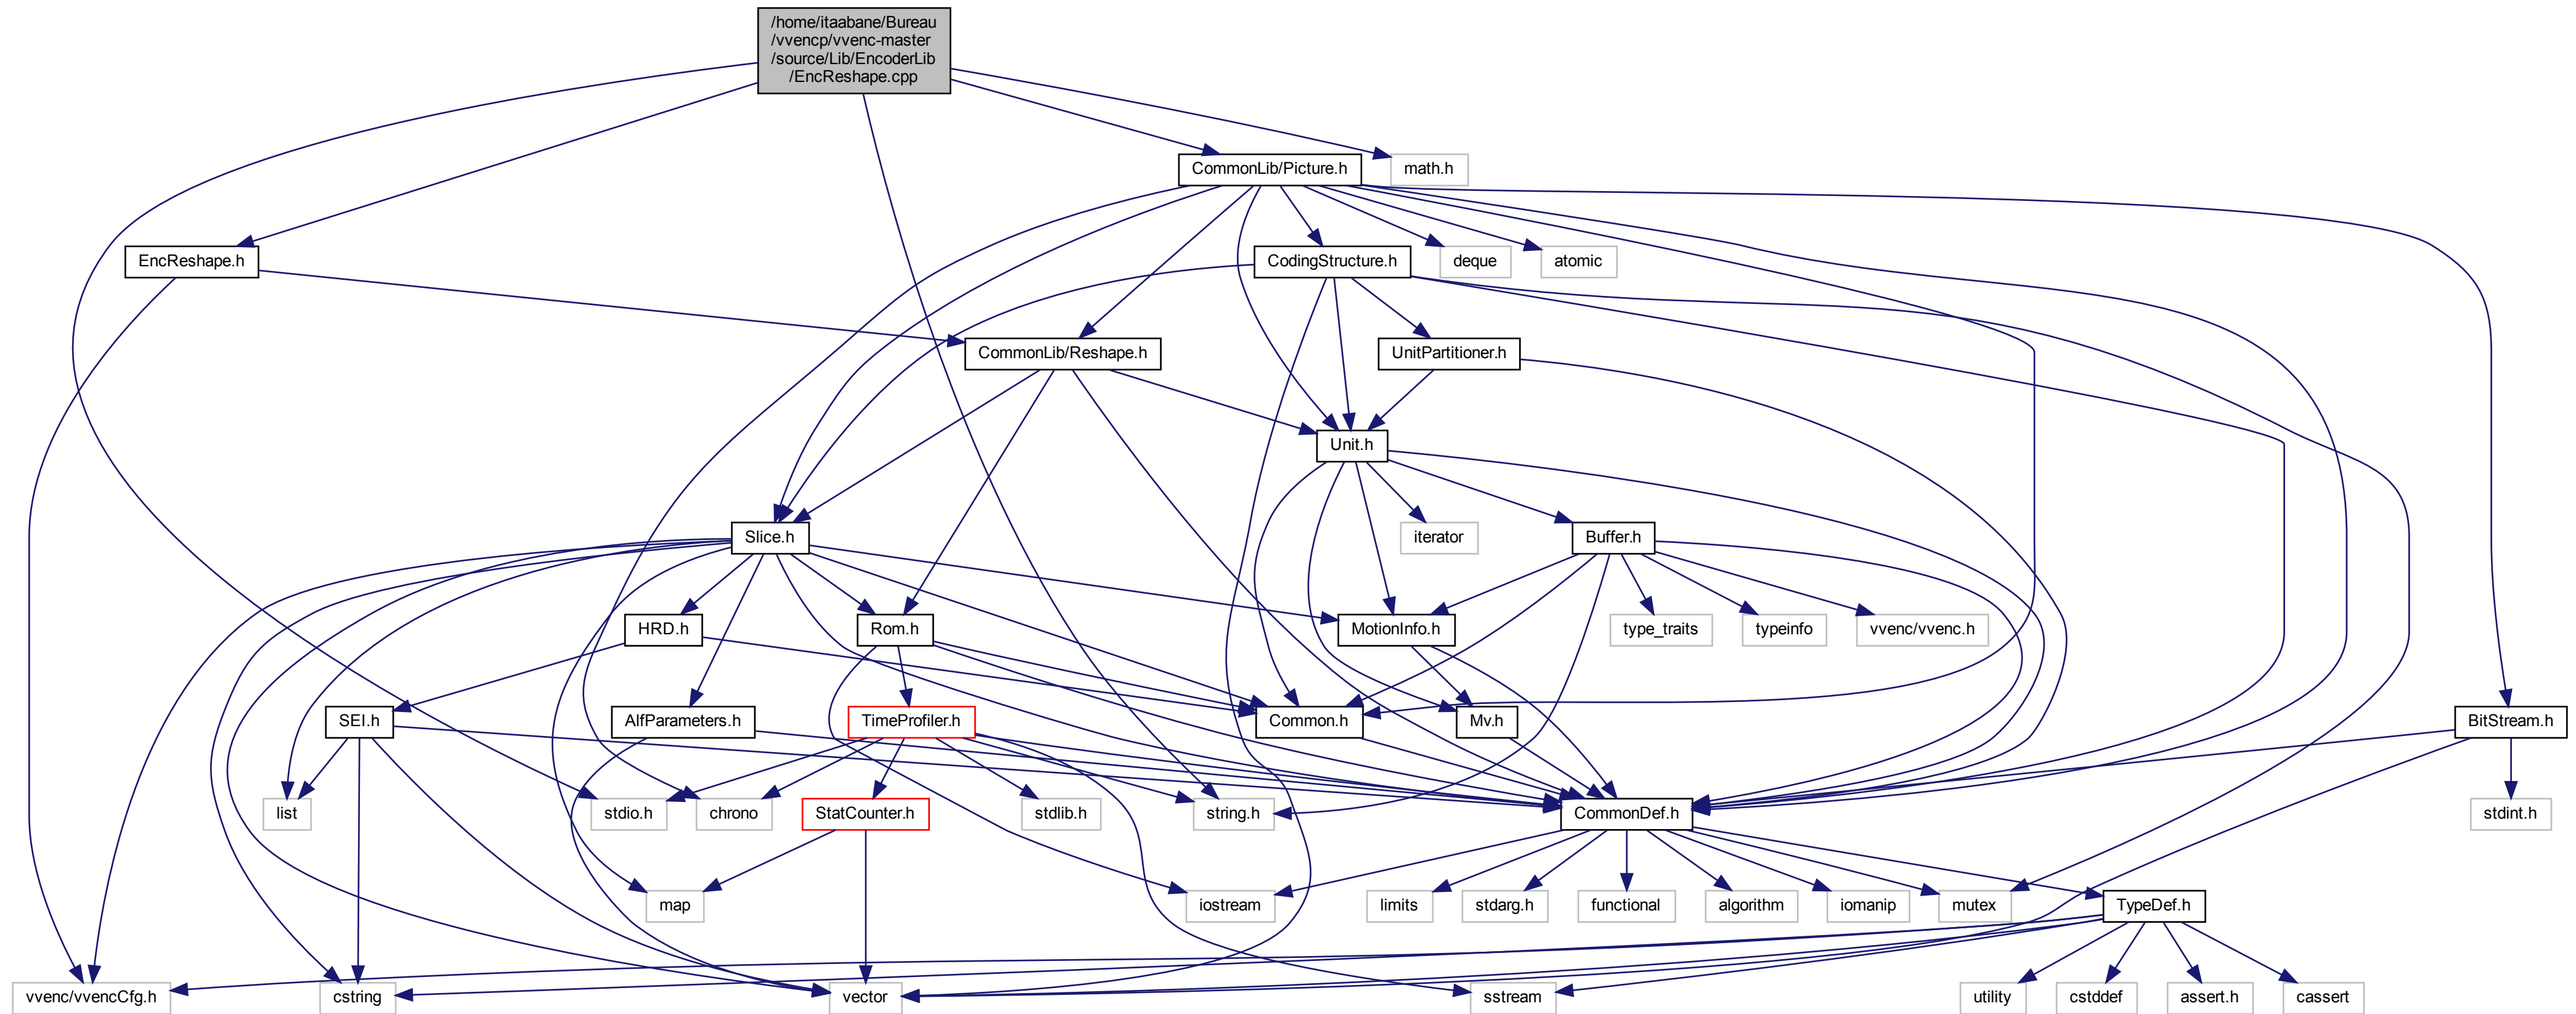 /home/itaabane/Bureau
/vvencp/vvenc-master
/source/Lib/EncoderLib
/EncReshape.cpp
CommonLib/Picture.h
math.h
EncReshape.h
CodingStructure.h
deque
atomic
CommonLib/Reshape.h
UnitPartitioner.h
Unit.h
Slice.h
iterator
Buffer.h
HRD.h
Rom.h
MotionInfo.h
type_traits
typeinfo
vvenc/vvenc.h
SEI.h
AlfParameters.h
TimeProfiler.h
Common.h
Mv.h
BitStream.h
list
stdio.h
chrono
StatCounter.h
stdlib.h
string.h
CommonDef.h
stdint.h
map
iostream
limits
stdarg.h
functional
algorithm
iomanip
mutex
TypeDef.h
vvenc/vvencCfg.h
cstring
vector
sstream
utility
cstddef
assert.h
cassert